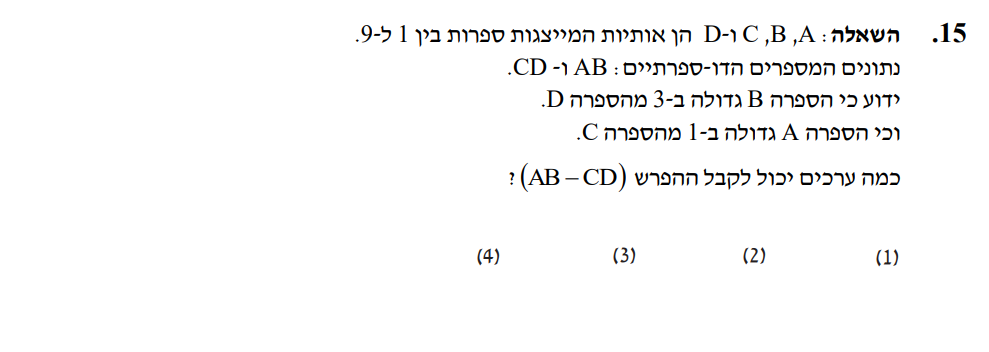 15. השאלה: A, B, C ו-D הן אותיות המייצגות ספרות בין 1 ל-9.
נתונים המספרים הדו-ספרתיים: AB ו- CD.
ידוע כי הספרה B גדולה ב-3 מהספרה D.
וכי הספרה A גדולה ב-1 מהספרה C.
כמה ערכים יכול לקבל ההפרש (AB – CD)?
(1) (2) (3) (4)